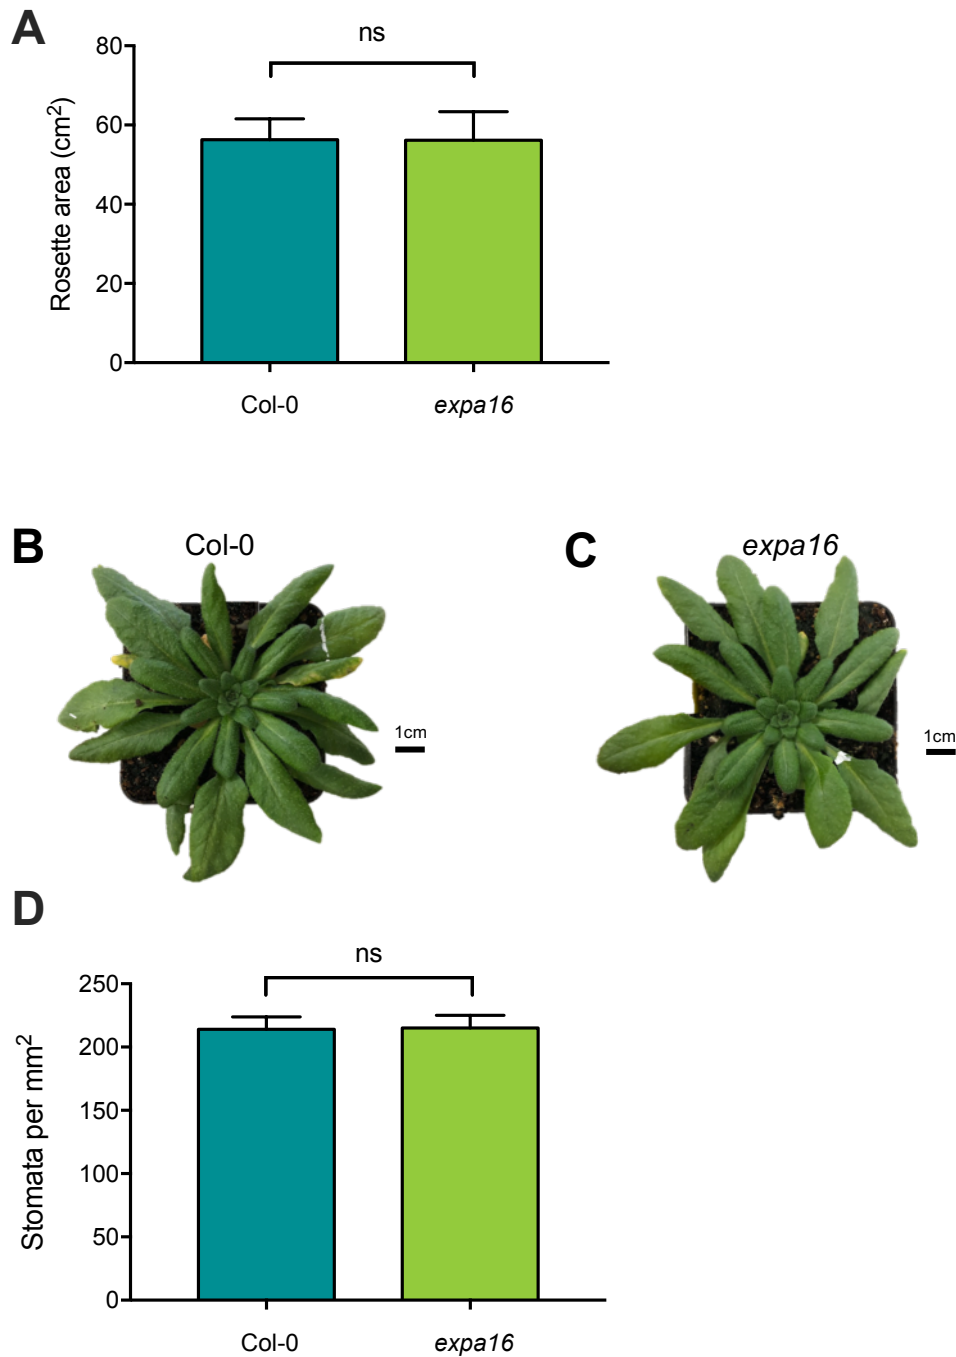 A
ns
Rosette area (cm²)
80
60
40
20
0
Col-0
expa16
B
Col-0
1cm
C
expa16
1cm
D
ns
Stomata per mm²
250
200
150
100
50
0
Col-0
expa16